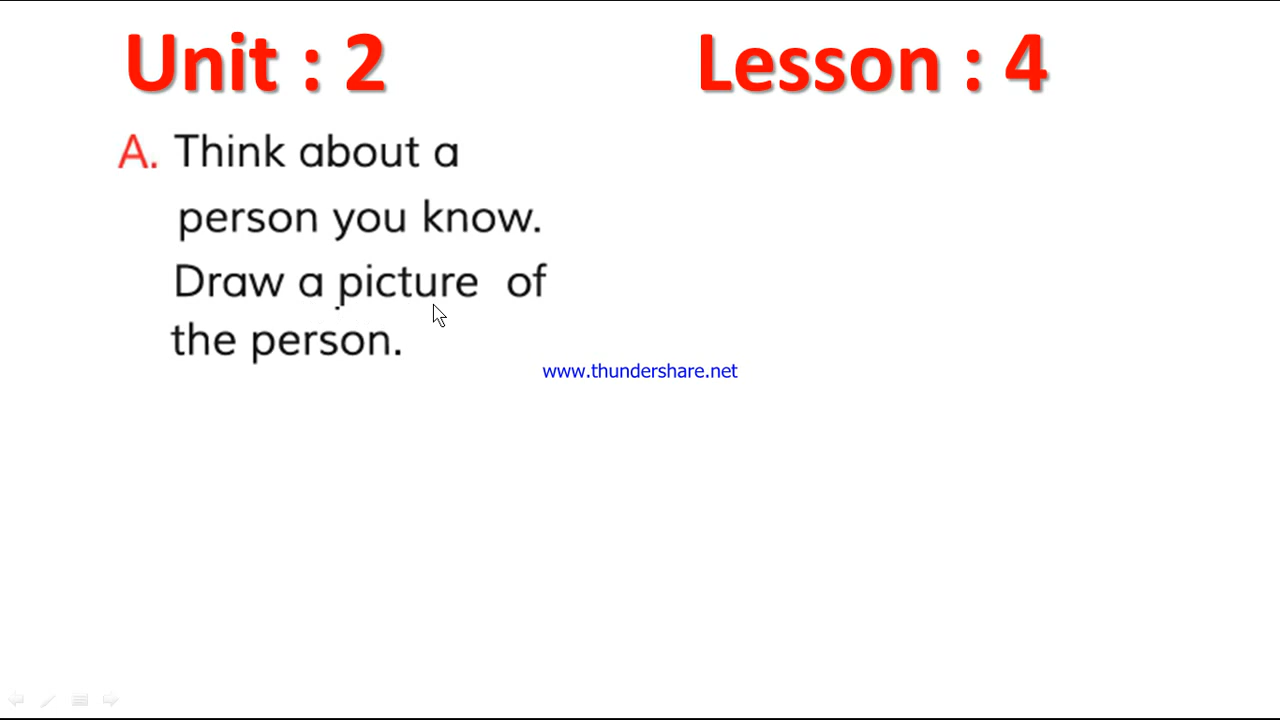 Unit : 2
Lesson : 4
A. Think about a
person you know.
Draw a picture of
the person.
www.thundershare.net